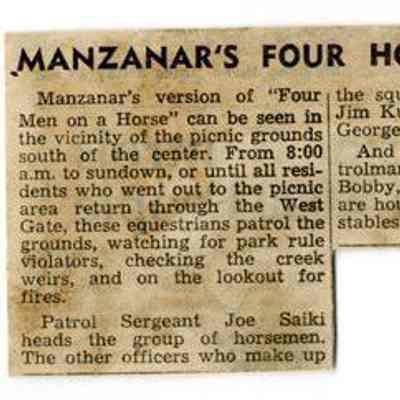 MANZANAR'S FOUR HO
Manzanar's version of "Four
Men on a Horse" can be seen in
the vicinity of the picnic grounds
south of the center. From 8:00
a.m. to sundown, or until all resi-
dents who went out to the picnic
area return through the West
Gate, these equestrians patrol the
grounds, watching for park rule
violators, checking the creek
weirs, and on the lookout for
fires.
Patrol Sergeant Joe Saiki
heads the group of horsemen.
The other officers who make up
the squ
Jim Ku
George
And
trolman
Bobby,
are hou
stables